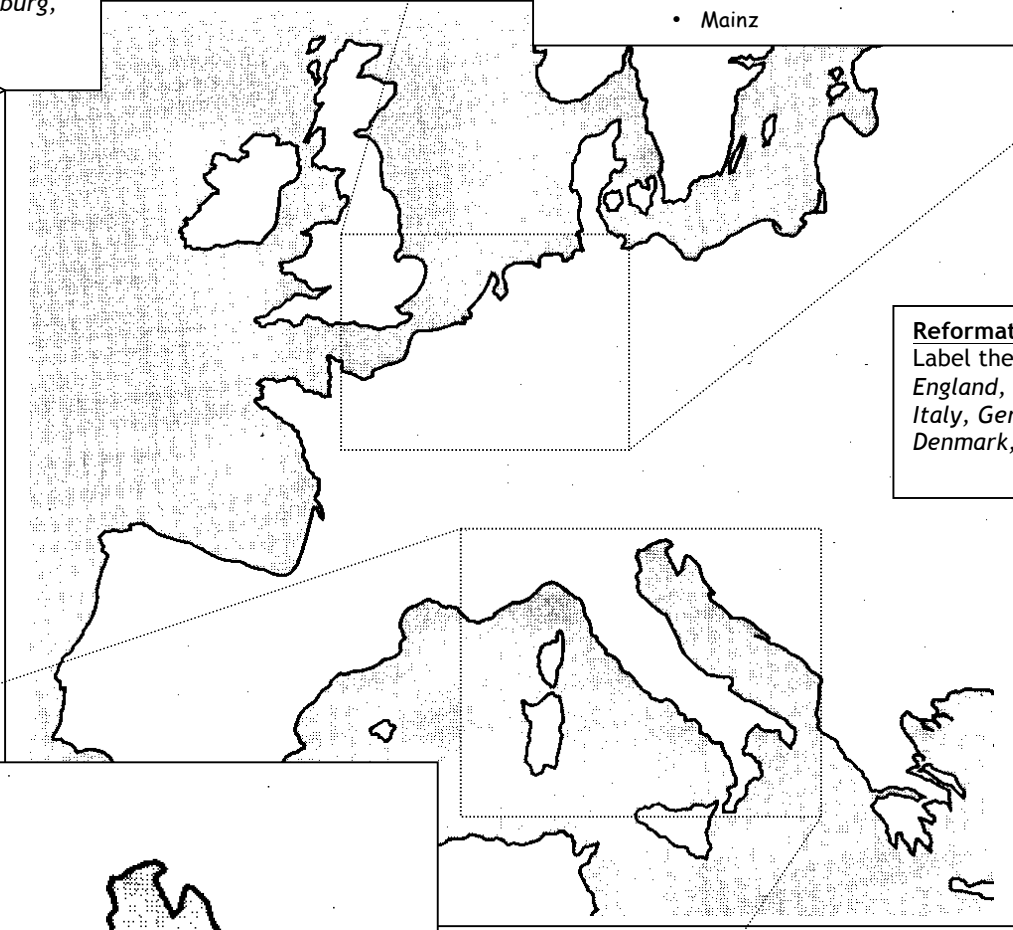 burg,
• Mainz
Reformat
Label the
England,
Italy, Ger
Denmark,